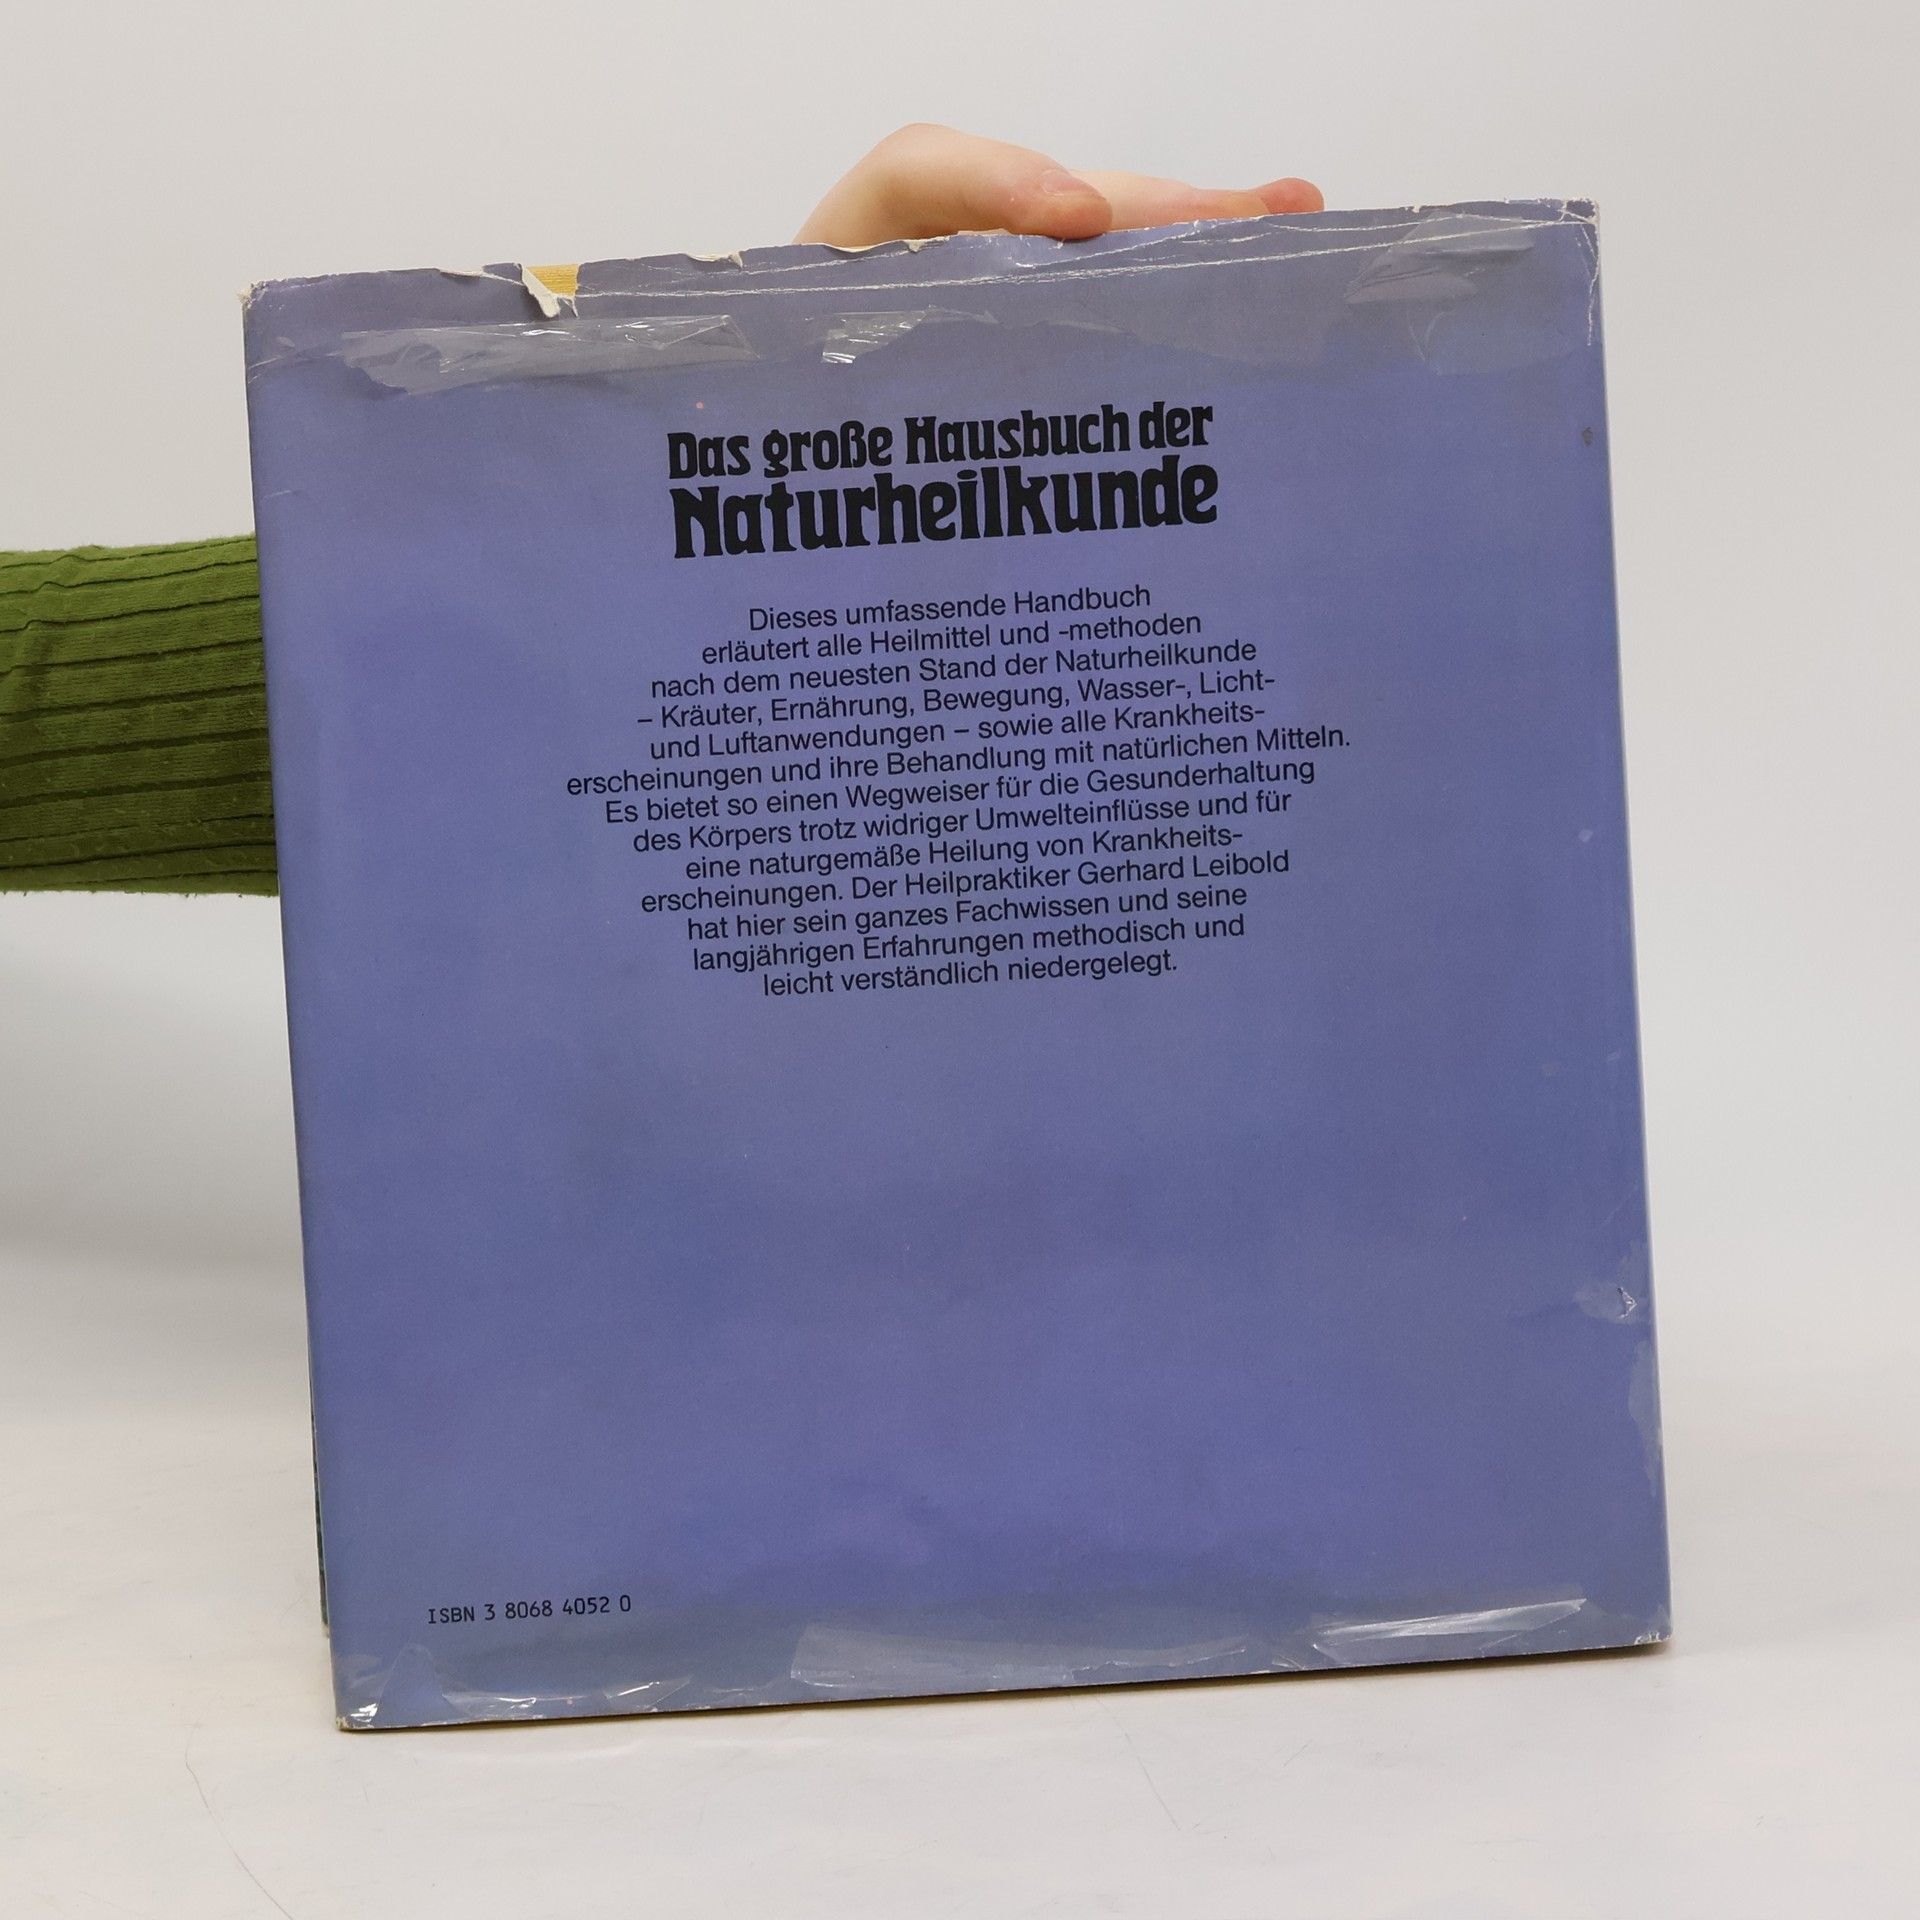 Das große Hausbuch der
Naturheilkunde
Dieses umfassende Handbuch
erläutert alle Heilmittel und -methoden
nach dem neuesten Stand der Naturheilkunde
– Kräuter, Ernährung, Bewegung, Wasser-, Licht-
und Luftanwendungen – sowie alle Krankheits-
erscheinungen und ihre Behandlung mit natürlichen Mitteln.
Es bietet so einen Wegweiser für die Gesunderhaltung
des Körpers trotz widriger Umwelteinflüsse und für
eine naturgemäße Heilung von Krankheits-
erscheinungen. Der Heilpraktiker Gerhard Leibold
hat hier sein ganzes Fachwissen und seine
langjährigen Erfahrungen methodisch und
leicht verständlich niedergelegt.
ISBN 3 8068 4052 0